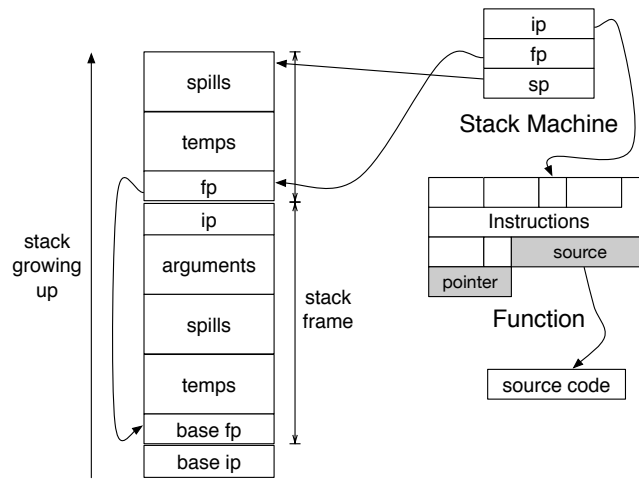 ip
fp
sp
Stack Machine
spills
temps
fp
ip
arguments
spills
temps
base fp
base ip
stack
growing
up
stack
frame
Instructions
source
pointer
Function
source code